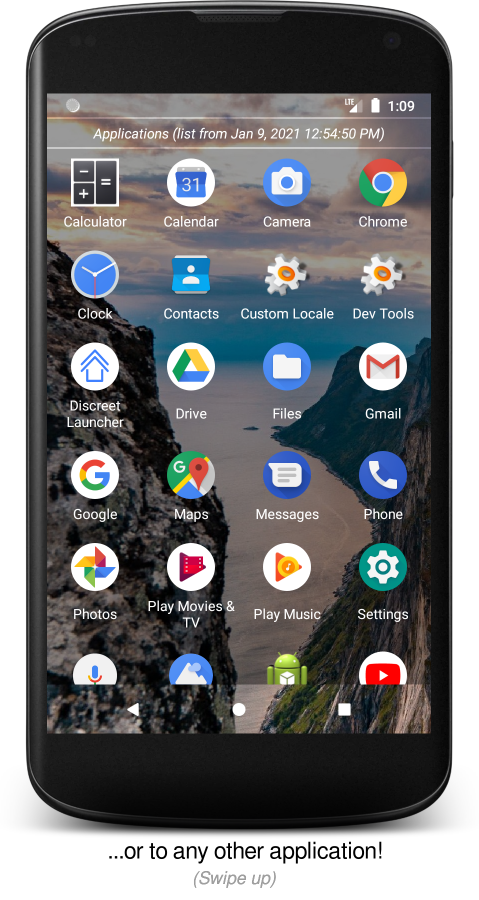 LTE 1:09
Applications (list from Jan 9, 2021 12:54:50 PM)
31
Calculator Calendar Camera Chrome
Clock Contacts Custom Locale Dev Tools
Discreet
Launcher Drive Files Gmail
G
Google Maps Messages Phone
Photos Play Movies &
TV Play Music Settings
...or to any other application!
(Swipe up)